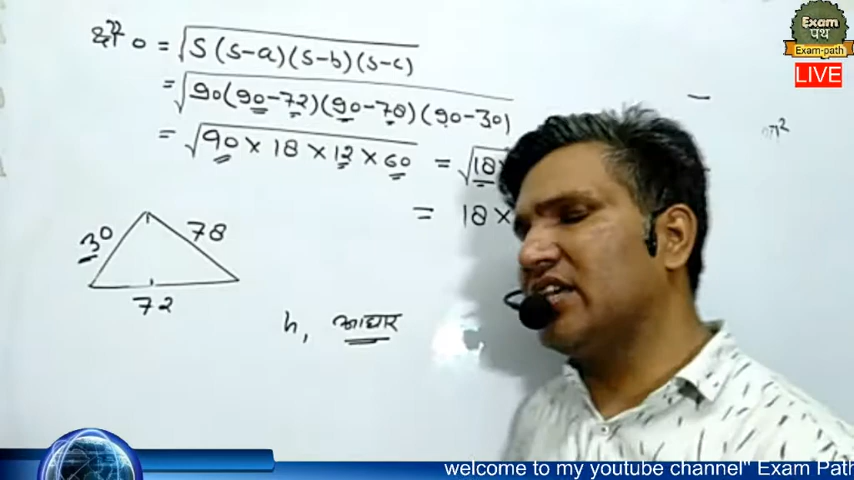 क्षे० = √S(s-a)(s-b)(s-c)
= √90(90-72)(90-78)(90-30)
= √90 × 18 × 12 × 60 = √18
= 18 ×
30
78
72
h, आधार
Exam
पथ
Exam-path
LIVE
welcome to my youtube channel" Exam Path